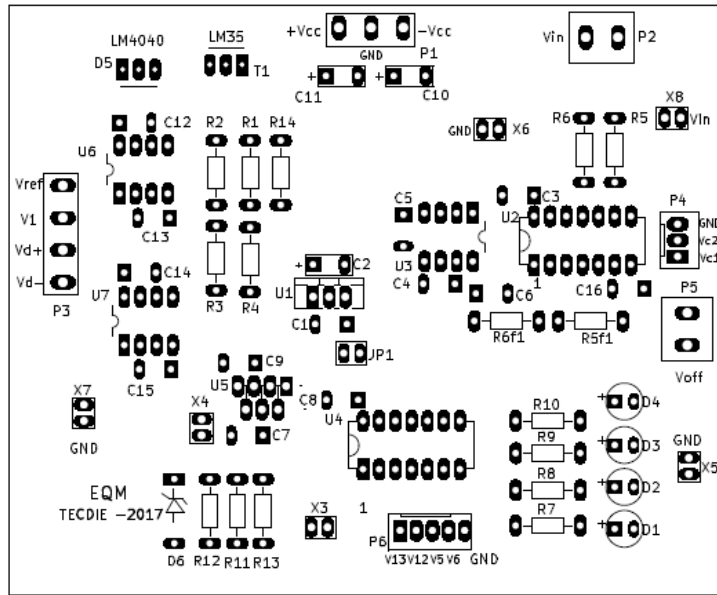 LM4040
LM35
+Vcc
-Vcc
GND
P1
Vin
P2
D5
T1
+
C11
+
C10
X8
Vin
C12
R2
R1
R14
GND
X6
R6
R5
U6
Vref
V1
Vd+
Vd-
P3
C13
C5
U2
C3
P4
GND
Vc2
Vc1
C14
+
C2
U3
C4
1
C6
C16
U7
R3
R4
U1
C1
P5
R6f1
R5f1
JP1
Voff
C15
C9
U5
X7
GND
X4
C8
C7
U4
R10
+
D4
R9
+
D3
GND
X5
R8
+
D2
R7
+
D1
EQM
TECDIE -2017
X3
1
P6
V13
V12
V5
V6
GND
D6
R12
R11
R13